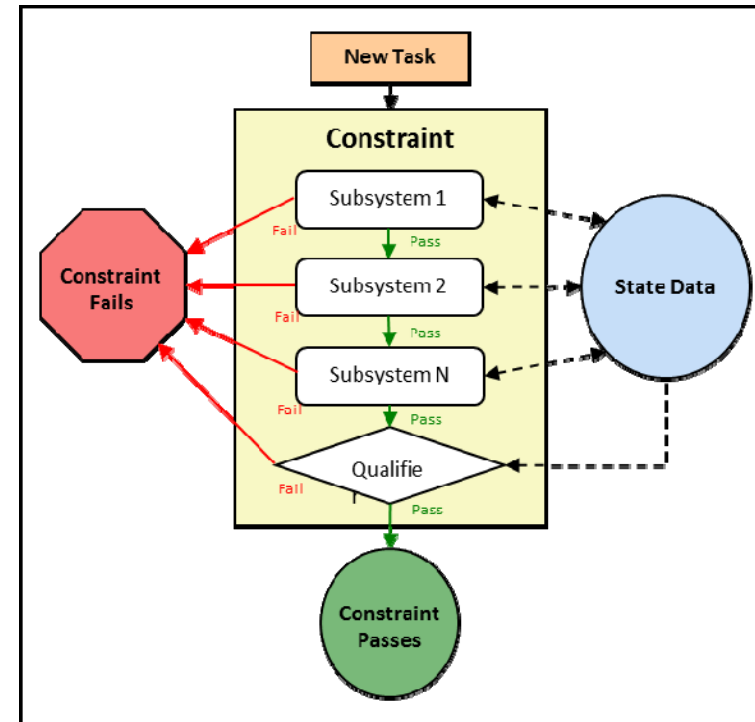 New Task
Constraint
Subsystem 1
Fail
Pass
Constraint
Fails
Subsystem 2
State Data
Fail
Pass
Subsystem N
Fail
Pass
Qualifie
r
Fail
Pass
Constraint
Passes